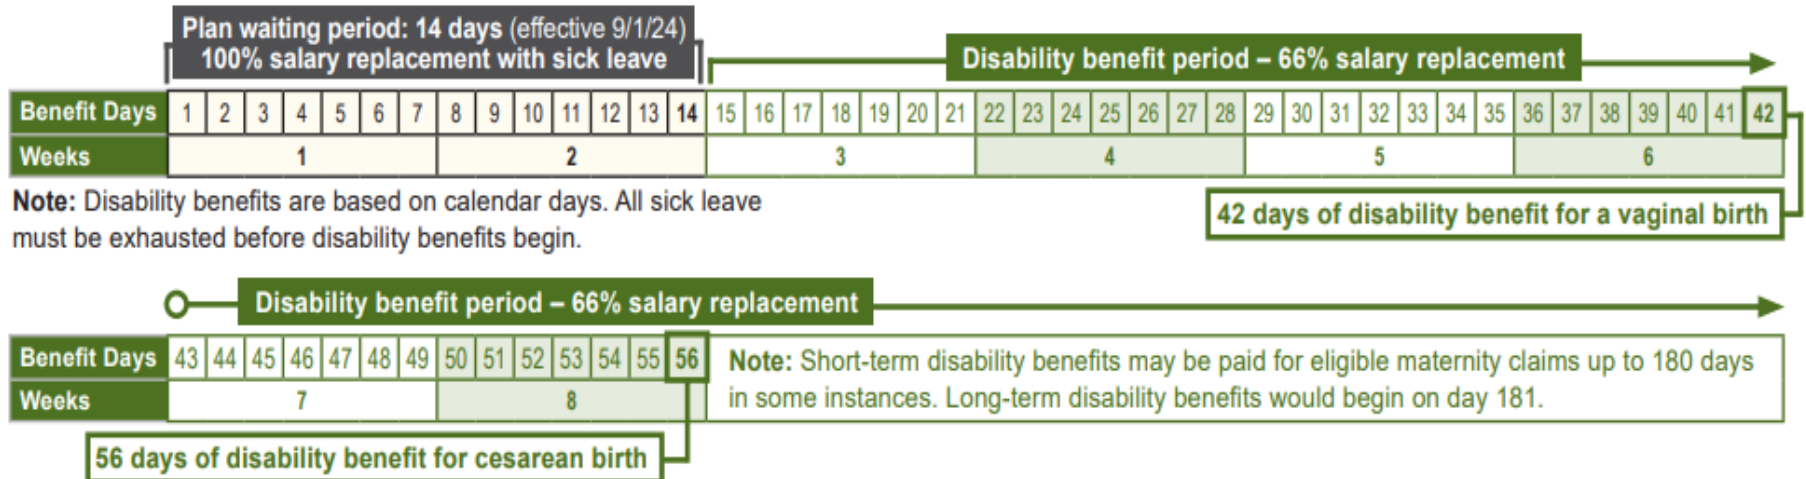 Plan waiting period: 14 days (effective 9/1/24)
100% salary replacement with sick leave
Disability benefit period – 66% salary replacement
Benefit Days 1 2 3 4 5 6 7 8 9 10 11 12 13 14 15 16 17 18 19 20 21 22 23 24 25 26 27 28 29 30 31 32 33 34 35 36 37 38 39 40 41 42
Weeks 1 2 3 4 5 6
Note: Disability benefits are based on calendar days. All sick leave
must be exhausted before disability benefits begin.
42 days of disability benefit for a vaginal birth
Disability benefit period – 66% salary replacement
Benefit Days 43 44 45 46 47 48 49 50 51 52 53 54 55 56
Weeks 7 8
Note: Short-term disability benefits may be paid for eligible maternity claims up to 180 days
in some instances. Long-term disability benefits would begin on day 181.
56 days of disability benefit for cesarean birth